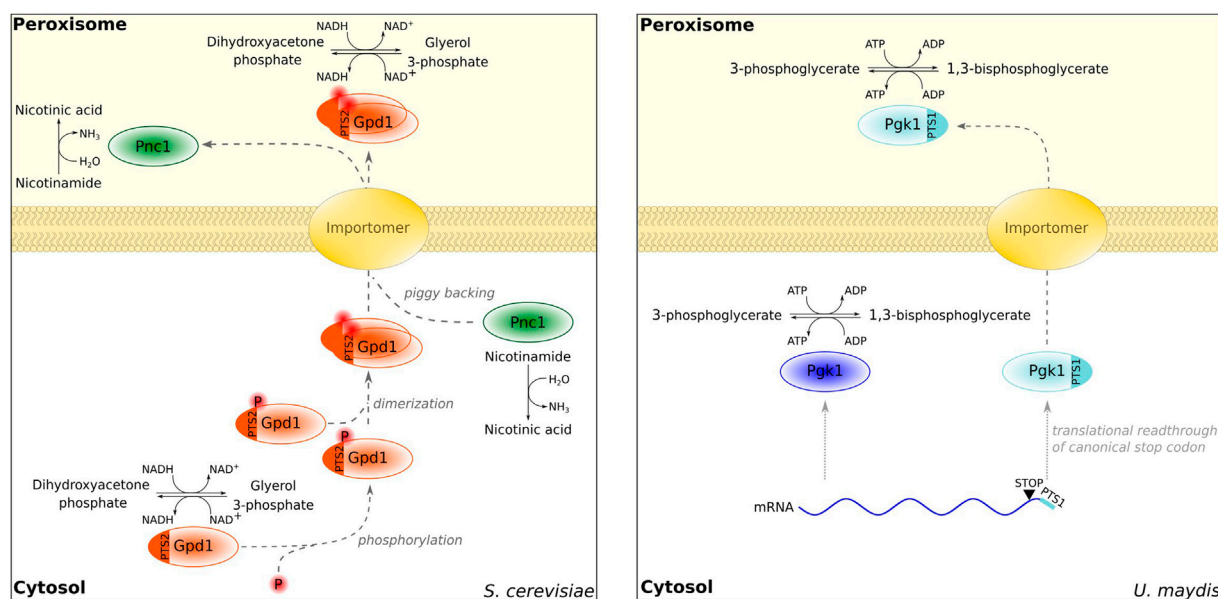 Peroxisome
NADH NAD⁺
Dihydroxyacetone
phosphate
Glyerol
3-phosphate
NADH NAD⁺
PTS2
Gpd1
Nicotinic acid
NH₃
H₂O
Nicotinamide
Pnc1
Importomer
piggy backing
Pnc1
PTS2
Gpd1
Nicotinamide
H₂O
NH₃
Nicotinic acid
P
PTS2
Gpd1
dimerization
P
PTS2
Gpd1
NADH NAD⁺
Dihydroxyacetone
phosphate
Glyerol
3-phosphate
NADH NAD⁺
PTS2
Gpd1
phosphorylation
P
Cytosol
S. cerevisiae
Peroxisome
ATP ADP
3-phosphoglycerate
1,3-bisphosphoglycerate
ATP ADP
Pgk1
PTS1
Importomer
ATP ADP
3-phosphoglycerate
1,3-bisphosphoglycerate
ATP ADP
Pgk1
Pgk1
PTS1
translational readthrough
of canonical stop codon
STOP
PTS1
mRNA
Cytosol
U. maydis